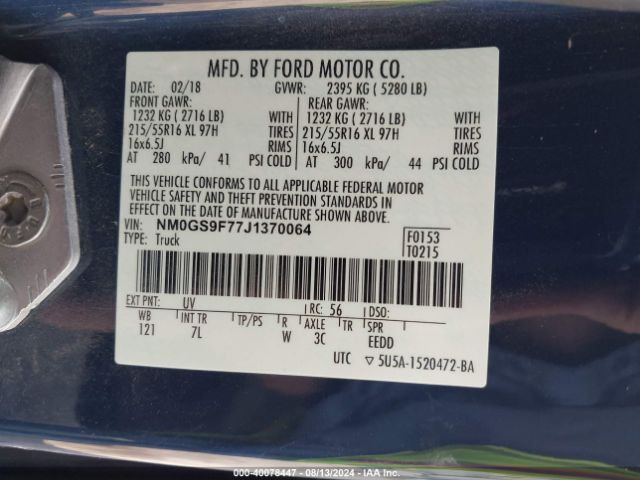 MFD. BY FORD MOTOR CO.
DATE: 02/18 GVWR: 2395 KG ( 5280 LB)
FRONT GAWR: REAR GAWR:
1232 KG ( 2716 LB) WITH 1232 KG ( 2716 LB) WITH
215/55R16 XL 97H TIRES 215/55R16 XL 97H TIRES
16x6.5J RIMS 16x6.5J RIMS
AT 280 kPa/ 41 PSI COLD AT 300 kPa/ 44 PSI COLD
THIS VEHICLE CONFORMS TO ALL APPLICABLE FEDERAL MOTOR
VEHICLE SAFETY AND THEFT PREVENTION STANDARDS IN
EFFECT ON THE DATE OF MANUFACTURE SHOWN ABOVE.
VIN: NM0GS9F77J1370064
TYPE: Truck
F0153
T0215
EXT PNT: UV RC: 56 DSO:
WB INT TR TP/PS R AXLE TR SPR
121 7L W 3C EEDD
UTC ▽5U5A-1520472-BA
000-40078447 - 08/13/2024 - IAA Inc.